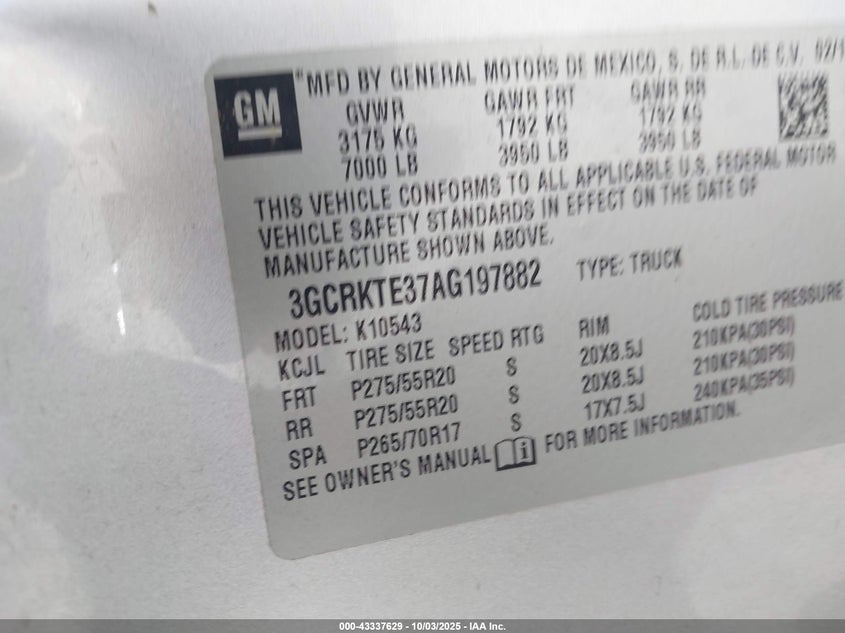 GM
"MFD BY GENERAL MOTORS DE MEXICO, S. DE R.L. DE C.V. 02/1
GVWR GAWR FRT GAWR RR
3175 KG 1792 KG 1792 KG
7000 LB 3950 LB 3950 LB
THIS VEHICLE CONFORMS TO ALL APPLICABLE U.S. FEDERAL MOTOR
VEHICLE SAFETY STANDARDS IN EFFECT ON THE DATE OF
MANUFACTURE SHOWN ABOVE.
3GCRKTE37AG197882 TYPE: TRUCK
MODEL: K10543
KCJL TIRE SIZE SPEED RTG RIM COLD TIRE PRESSURE
FRT P275/55R20 S 20X8.5J 210KPA(30PSI)
RR P275/55R20 S 20X8.5J 210KPA(30PSI)
SPA P265/70R17 S 17X7.5J 240KPA(35PSI)
SEE OWNER'S MANUAL FOR MORE INFORMATION.
000-43337629 - 10/03/2025 - IAA Inc.